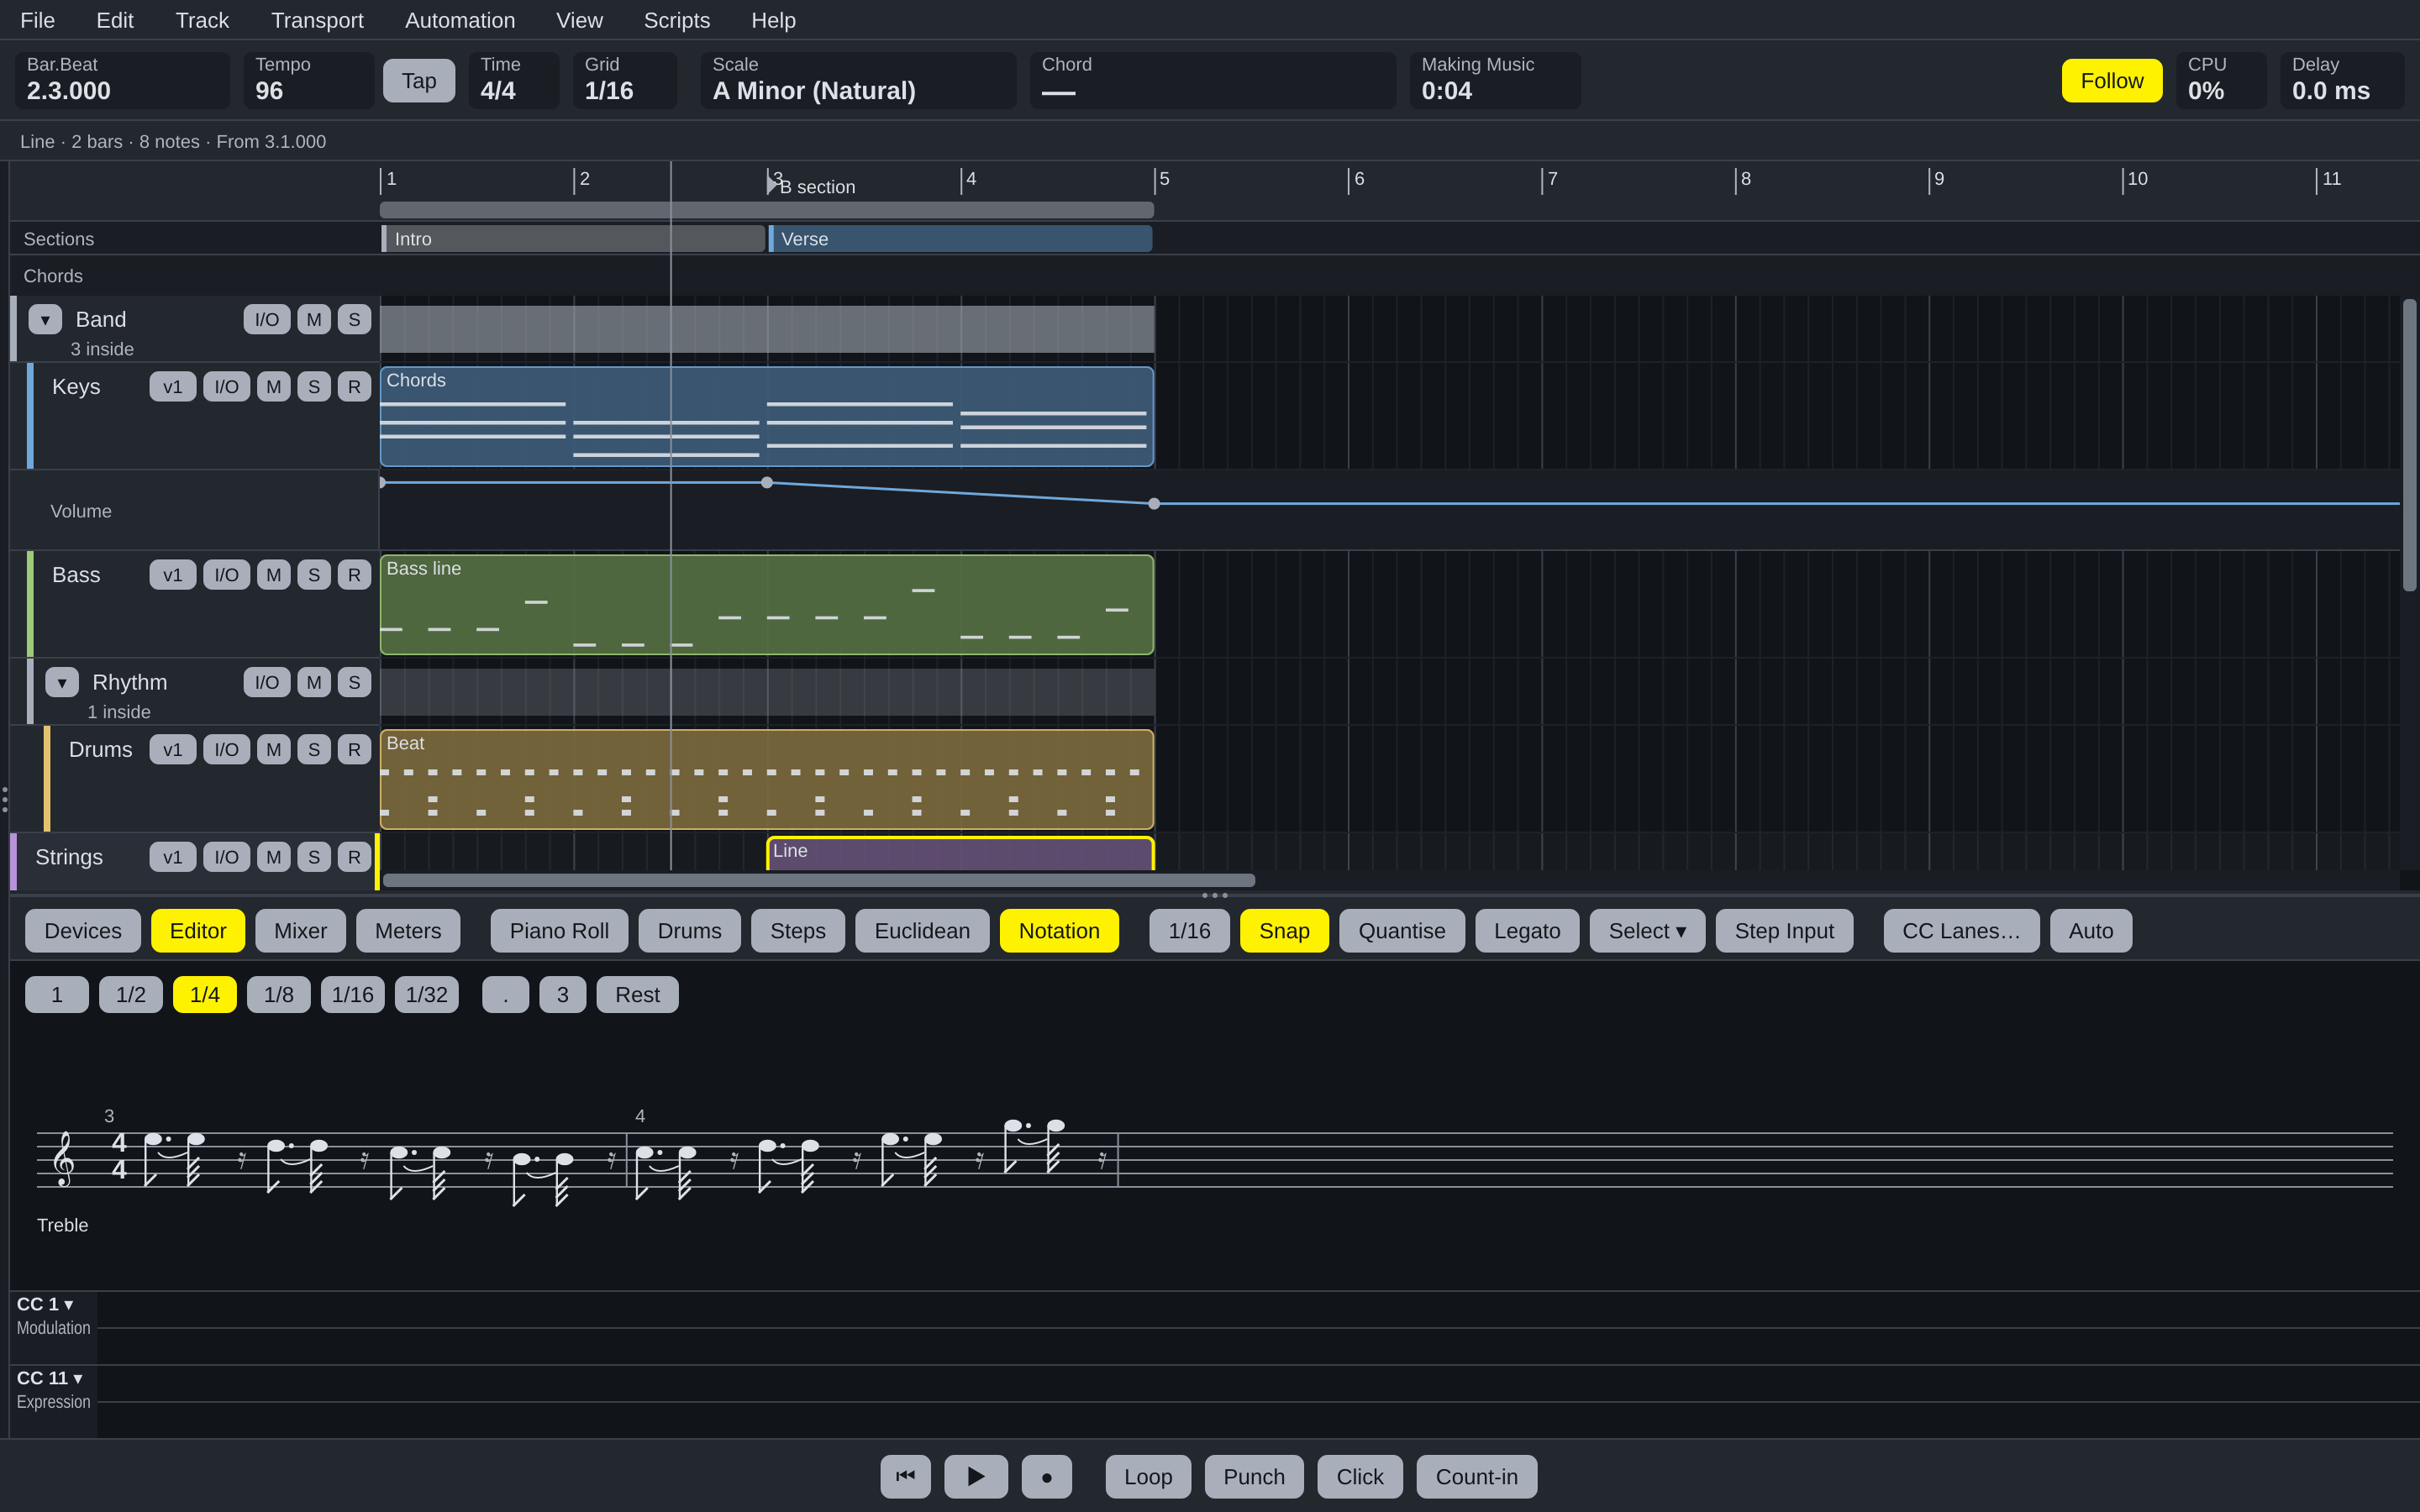 File Edit Track Transport Automation View Scripts Help
Bar.Beat Tempo Time Grid Scale Chord Making Music CPU Delay
2.3.000 96 Tap 4/4 1/16 A Minor (Natural) — 0:04 Follow 0% 0.0 ms
Line · 2 bars · 8 notes · From 3.1.000
1 2 3 B section 4 5 6 7 8 9 10 11
Sections Intro Verse
Chords
▾ Band I/O M S
3 inside
Keys v1 I/O M S R Chords
Volume
Bass v1 I/O M S R Bass line
▾ Rhythm I/O M S
1 inside
Drums v1 I/O M S R Beat
Strings v1 I/O M S R Line
Devices Editor Mixer Meters Piano Roll Drums Steps Euclidean Notation 1/16 Snap Quantise Legato Select ▾ Step Input CC Lanes… Auto
1 1/2 1/4 1/8 1/16 1/32 . 3 Rest
3 4
4
4
Treble
CC 1 ▾
Modulation
CC 11 ▾
Expression
Loop Punch Click Count-in